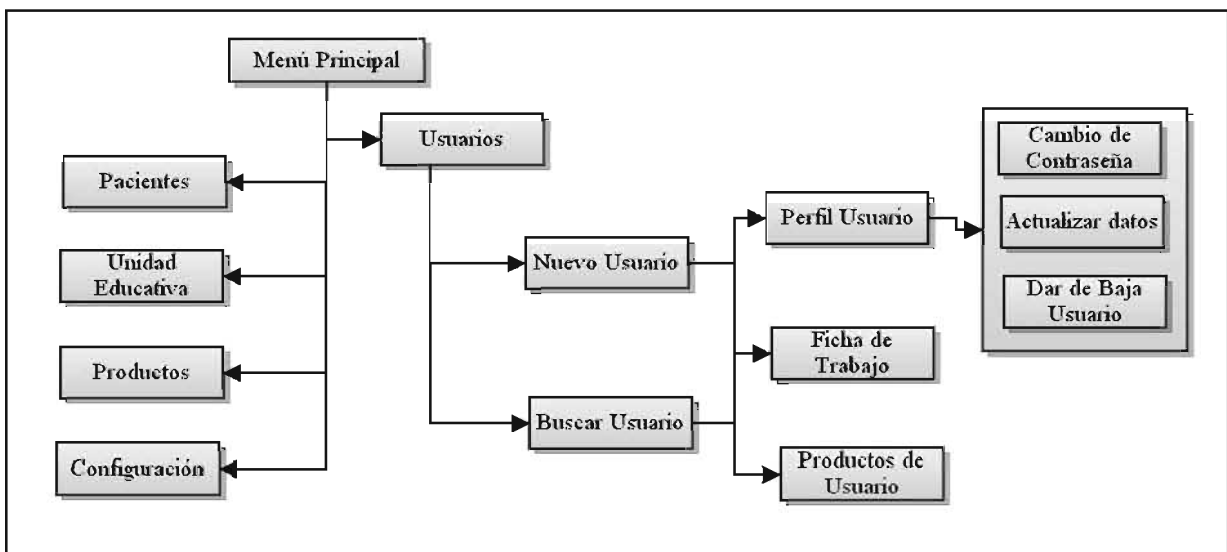 Menú Principal
Usuarios
Pacientes
Unidad
Educativa
Productos
Configuración
Nuevo Usuario
Buscar Usuario
Perfil Usuario
Ficha de
Trabajo
Productos de
Usuario
Cambio de
Contraseña
Actualizar datos
Dar de Baja
Usuario